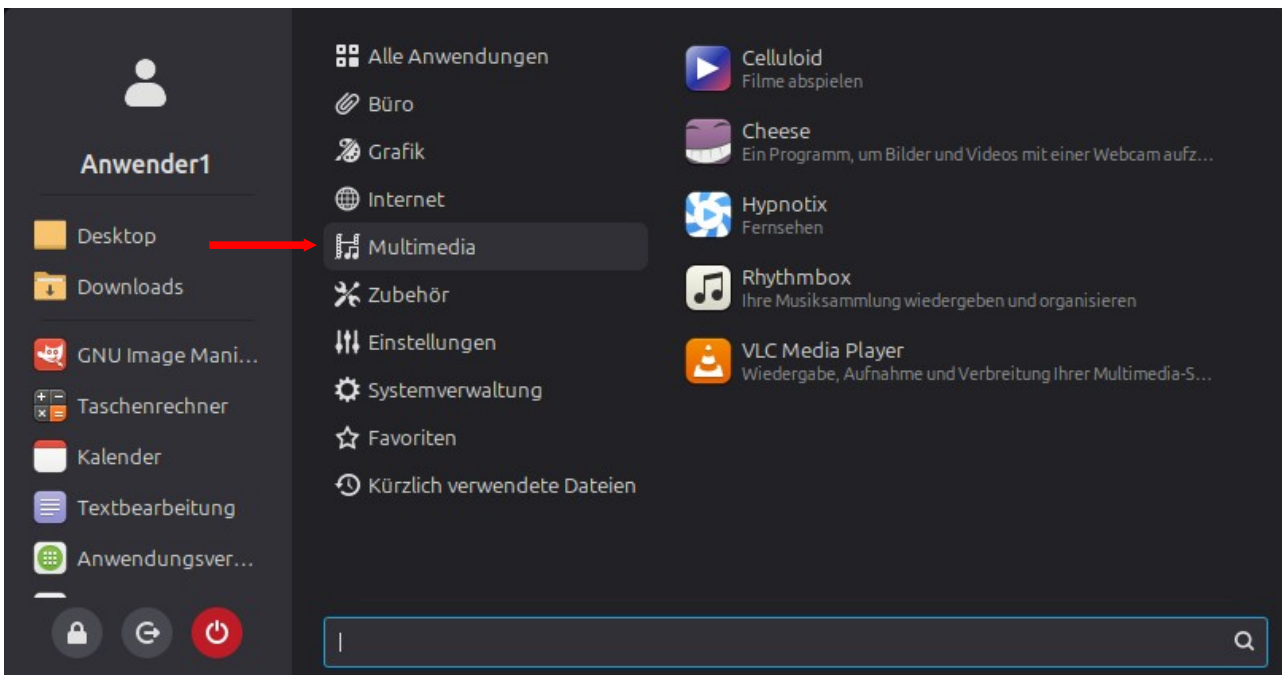 Anwender1
Desktop
Downloads
GNU Image Mani...
Taschenrechner
Kalender
Textbearbeitung
Anwendungsver...
Alle Anwendungen
Büro
Grafik
Internet
Multimedia
Zubehör
Einstellungen
Systemverwaltung
Favoriten
Kürzlich verwendete Dateien
Celluloid
Filme abspielen
Cheese
Ein Programm, um Bilder und Videos mit einer Webcam aufz...
Hypnotix
Fernsehen
Rhythmbox
Ihre Musiksammlung wiedergeben und organisieren
VLC Media Player
Wiedergabe, Aufnahme und Verbreitung Ihrer Multimedia-S...